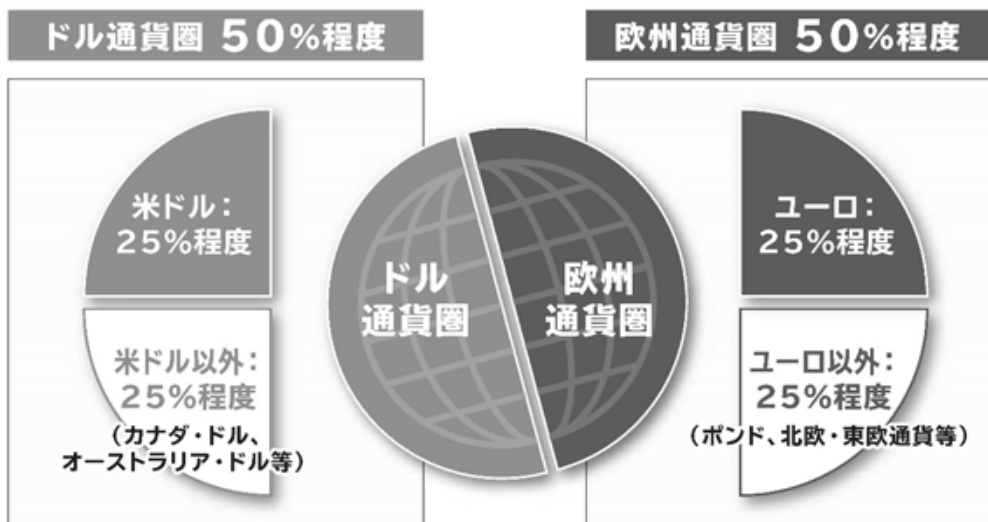 ドル通貨圏 50%程度
米ドル:
25%程度
米ドル以外:
25%程度
(カナダ・ドル、
オーストラリア・ドル等)
ドル
通貨圏
欧州
通貨圏
欧州通貨圏 50%程度
ユーロ:
25%程度
ユーロ以外:
25%程度
(ポンド、北欧・東欧通貨等)